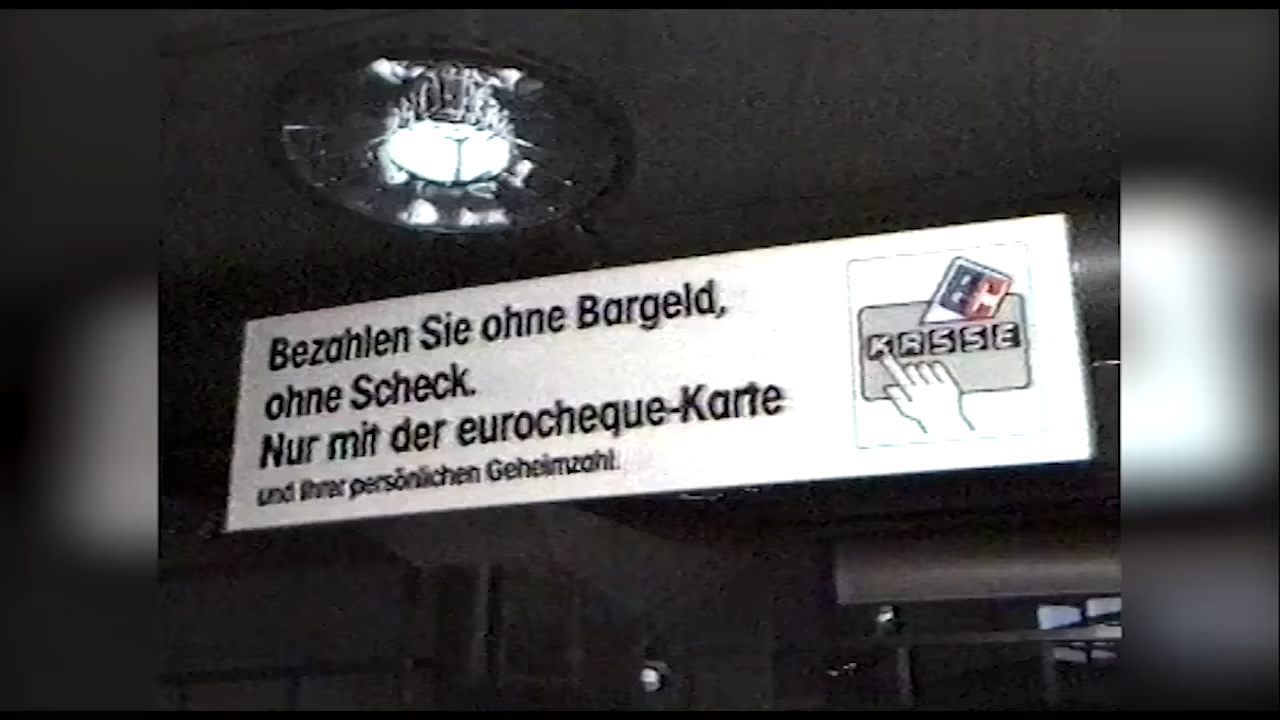 Bezahlen Sie ohne Bargeld,
ohne Scheck.
Nur mit der eurocheque-Karte
und Ihrer persönlichen Geheimzahl.
KASSE